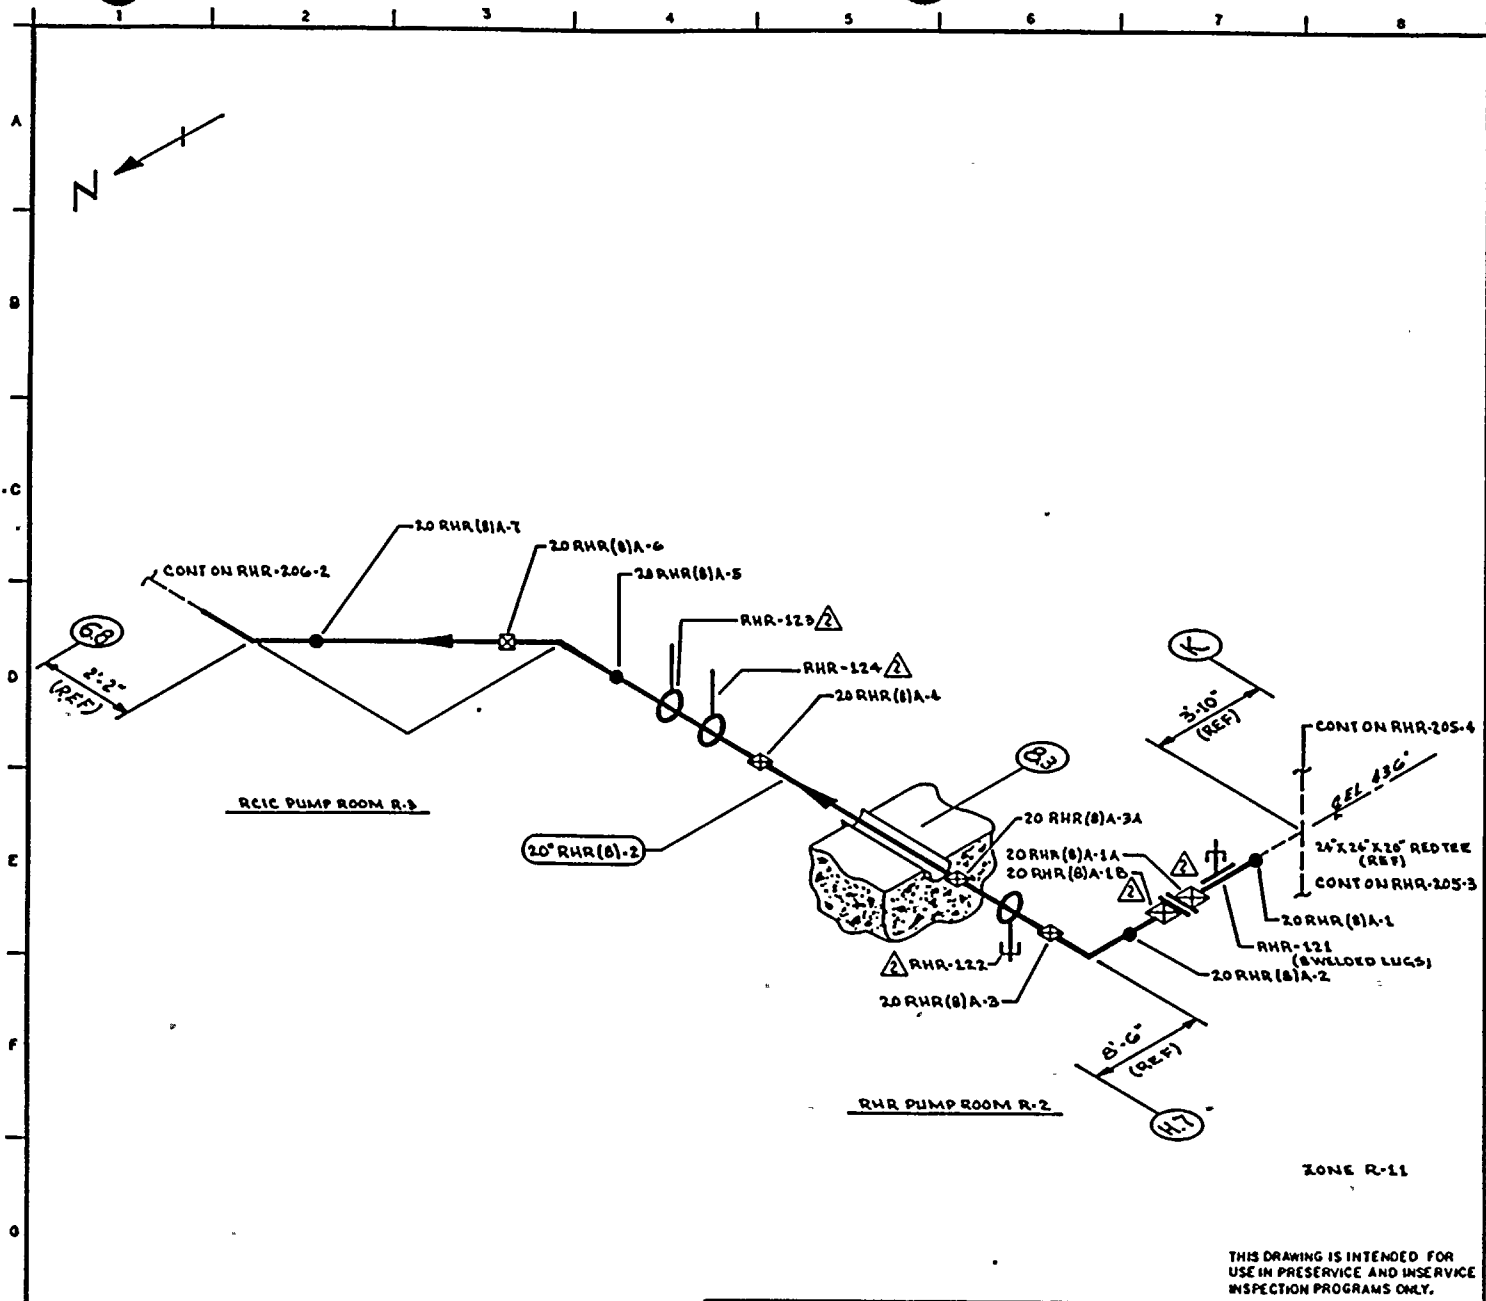 1 2 3 4 5 6 7 8
A
N
B
C
20 RHR(8)A-7
20 RHR(8)A-6
CONT ON RHR-206-2
20 RHR(8)A-5
RHR-123 2
68
K
D
2'-2"
(REF)
RHR-124 2
20 RHR(8)A-4
3'-10"
(REF)
CONT ON RHR-205-4
8.3
RCIC PUMP ROOM R-3
20 RHR(8)A-3A
20" RHR(8)-2
E
20 RHR(8)A-1A 2
24"X24"X20" RED TEE
(REF)
20 RHR(8)A-1B
2
CONT ON RHR-205-3
20 RHR(8)A-1
RHR-121
(8 WELDED LUGS)
2 RHR-122
20 RHR(8)A-2
20 RHR(8)A-3
F
8'-6"
(REF)
RHR PUMP ROOM R-2
H.7
ZONE R-11
G
THIS DRAWING IS INTENDED FOR
USE IN PRESERVICE AND INSERVICE
INSPECTION PROGRAMS ONLY.